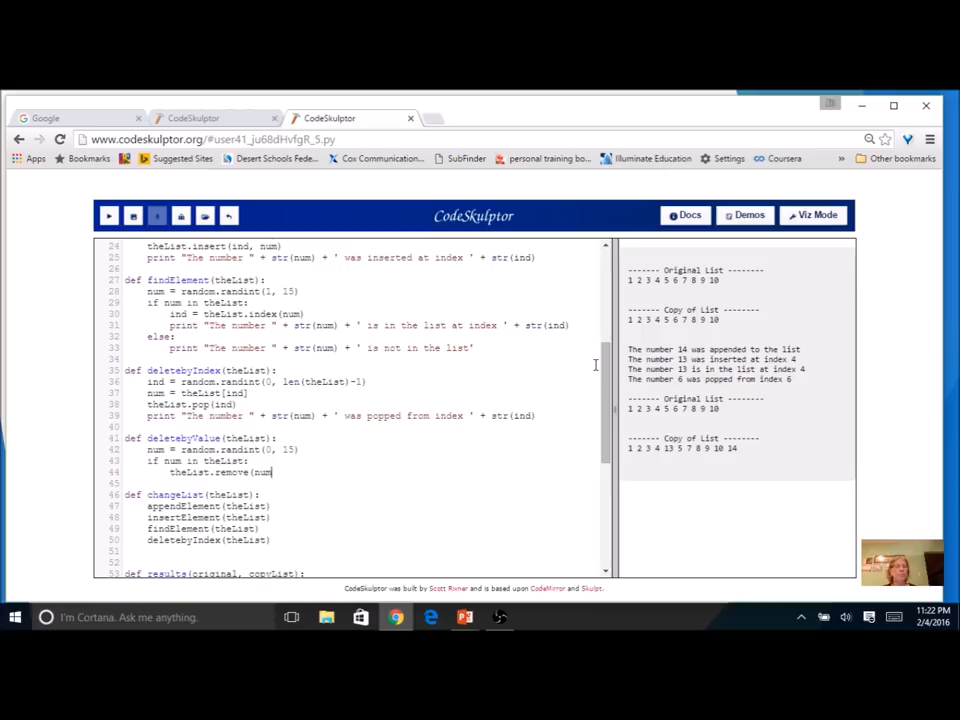 Google
CodeSkulptor
CodeSkulptor
www.codeskulptor.org/#user41_ju68dHvfgR_5.py
Apps
Bookmarks
Suggested Sites
Desert Schools Fede...
Cox Communication...
SubFinder
personal training bo...
Illuminate Education
Settings
Coursera
»
Other bookmarks
CodeSkulptor
Docs
Demos
Viz Mode
24 theList.insert(ind, num)
25 print "The number " + str(num) + ' was inserted at index ' + str(ind)
26
27 def findElement(theList):
28 num = random.randint(1, 15)
29 if num in theList:
30 ind = theList.index(num)
31 print "The number " + str(num) + ' is in the list at index ' + str(ind)
32 else:
33 print "The number " + str(num) + ' is not in the list'
34
35 def deletebyIndex(theList):
36 ind = random.randint(0, len(theList)-1)
37 num = theList[ind]
38 theList.pop(ind)
39 print "The number " + str(num) + ' was popped from index ' + str(ind)
40
41 def deletebyValue(theList):
42 num = random.randint(0, 15)
43 if num in theList:
44 theList.remove(num
45
46 def changeList(theList):
47 appendElement(theList)
48 insertElement(theList)
49 findElement(theList)
50 deletebyIndex(theList)
51
52
53 def results(original, copyList):
------- Original List --------
1 2 3 4 5 6 7 8 9 10
------- Copy of List --------
1 2 3 4 5 6 7 8 9 10
The number 14 was appended to the list
The number 13 was inserted at index 4
The number 13 is in the list at index 4
The number 6 was popped from index 6
------- Original List --------
1 2 3 4 5 6 7 8 9 10
------- Copy of List --------
1 2 3 4 13 5 7 8 9 10 14
CodeSkulptor was built by Scott Rixner and is based upon CodeMirror and Skulpt.
I'm Cortana. Ask me anything.
11:22 PM
2/4/2016